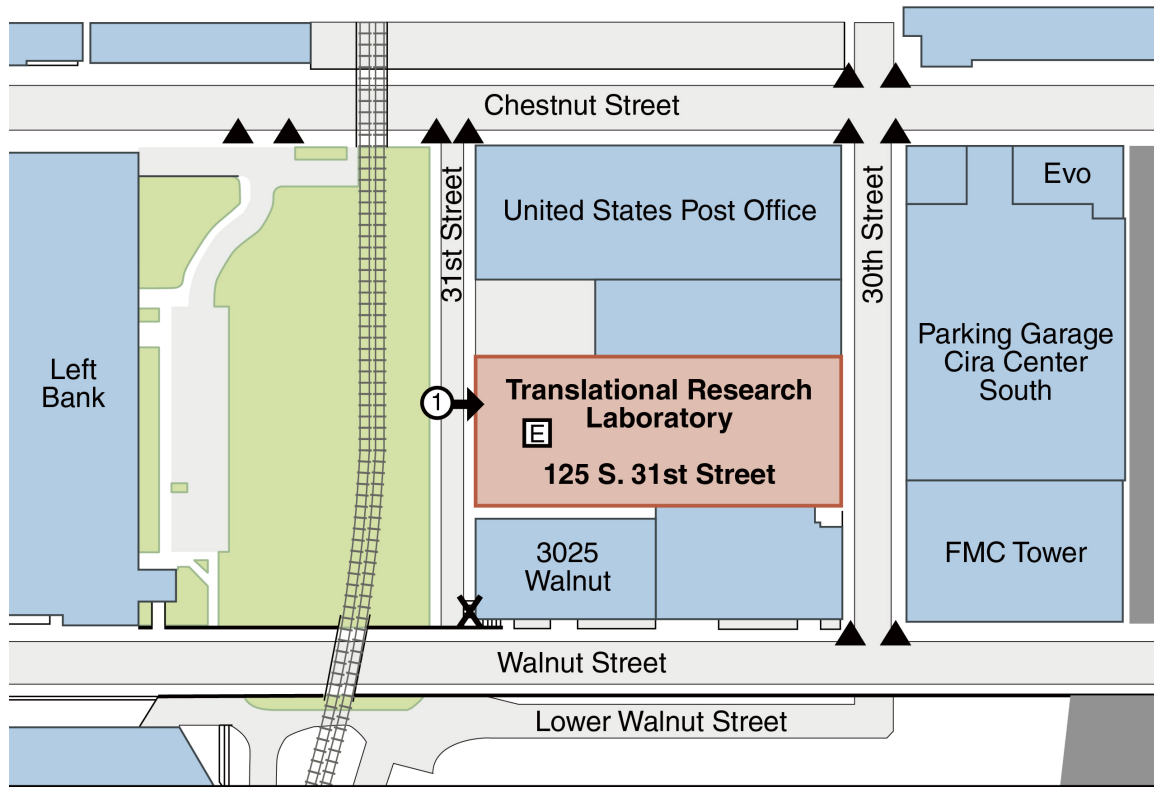 Chestnut Street
31st Street
United States Post Office
30th Street
Evo
Left
Bank
1
Translational Research
Laboratory
E
125 S. 31st Street
Parking Garage
Cira Center
South
3025
Walnut
FMC Tower
X
Walnut Street
Lower Walnut Street